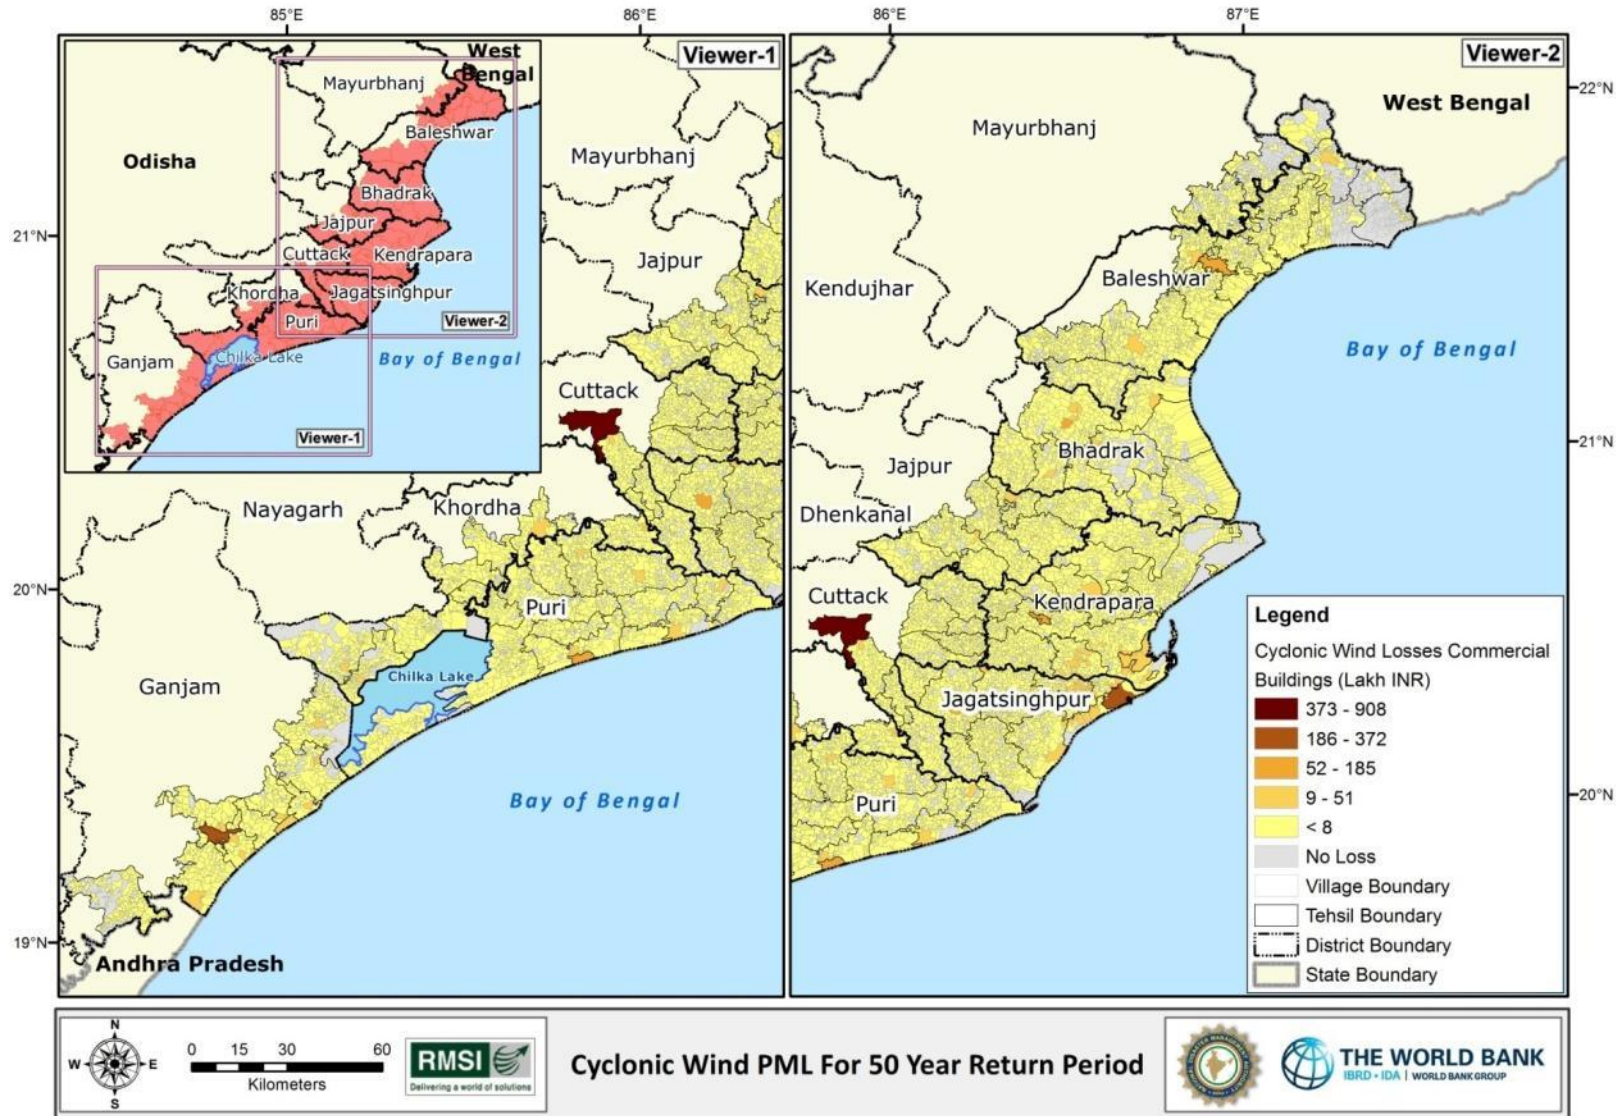 85°E
86°E
86°E
87°E
22°N
21°N
20°N
19°N
21°N
20°N
Viewer-1
West
Bengal
Mayurbhanj
Baleshwar
Odisha
Bhadrak
Jajpur
Cuttack
Kendrapara
Khordha
Jagatsinghpur
Puri
Viewer-2
Ganjam
Chilka Lake
Bay of Bengal
Viewer-1
Mayurbhanj
Jajpur
Cuttack
Nayagarh
Khordha
Puri
Ganjam
Chilka Lake
Bay of Bengal
Andhra Pradesh
Viewer-2
West Bengal
Mayurbhanj
Baleshwar
Kendujhar
Bay of Bengal
Bhadrak
Jajpur
Dhenkanal
Cuttack
Kendrapara
Jagatsinghpur
Puri
Legend
Cyclonic Wind Losses Commercial
Buildings (Lakh INR)
373 - 908
186 - 372
52 - 185
9 - 51
< 8
No Loss
Village Boundary
Tehsil Boundary
District Boundary
State Boundary
N
W E
S
0 15 30 60
Kilometers
RMSI
Delivering a world of solutions
Cyclonic Wind PML For 50 Year Return Period
THE WORLD BANK
IBRD • IDA | WORLD BANK GROUP